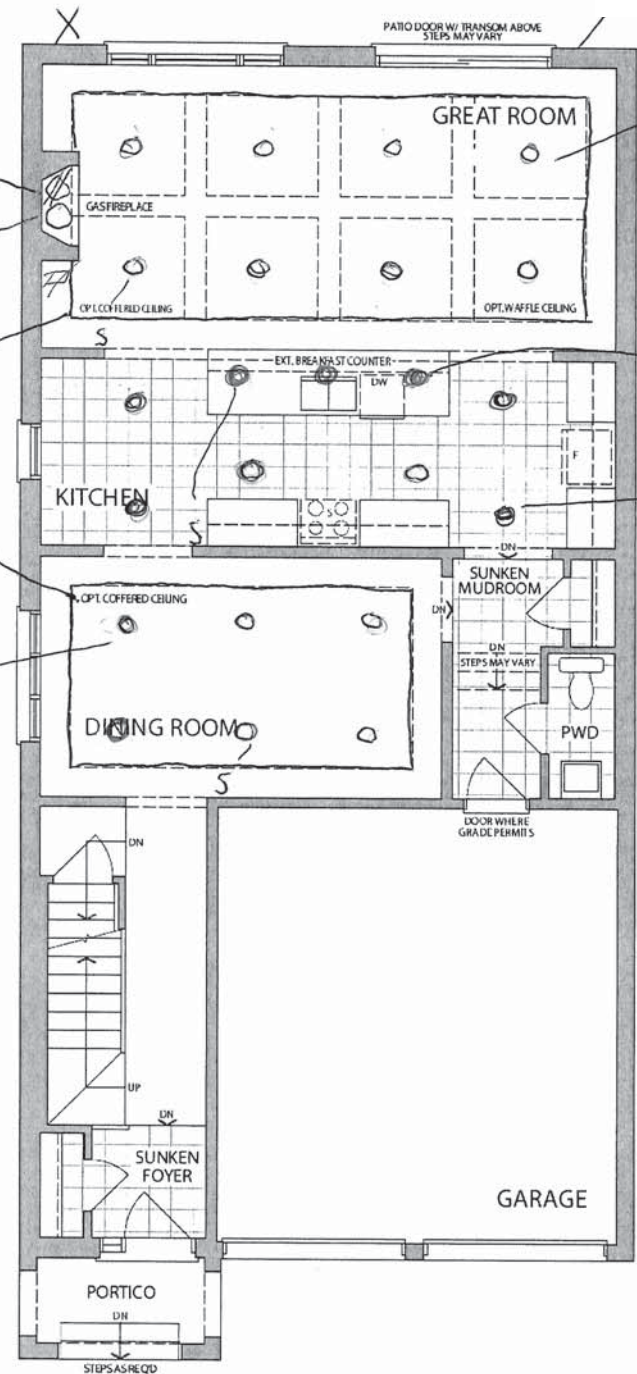 X
PATIO DOOR W/ TRANSOM ABOVE
STEPS MAY VARY
GREAT ROOM
GAS FIREPLACE
OPT. COFFERED CEILING
OPT. WAFFLE CEILING
S
EXT. BREAKFAST COUNTER
DW
F
KITCHEN
S
S
DN
SUNKEN
MUDROOM
OPT. COFFERED CEILING
DN
DN
STEPS MAY VARY
DINING ROOM
PWD
S
DOOR WHERE
GRADE PERMITS
DN
UP
DN
SUNKEN
FOYER
GARAGE
PORTICO
DN
STEPS AS REQ'D